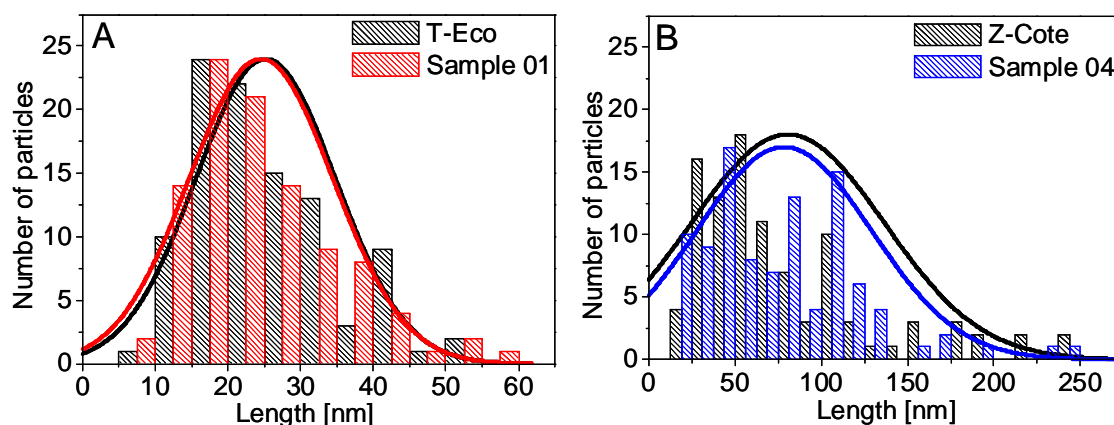 A
T-Eco
Sample 01
Number of particles
25
20
15
10
5
0
0 10 20 30 40 50 60
Length [nm]
B
Z-Cote
Sample 04
Number of particles
25
20
15
10
5
0
0 50 100 150 200 250
Length [nm]